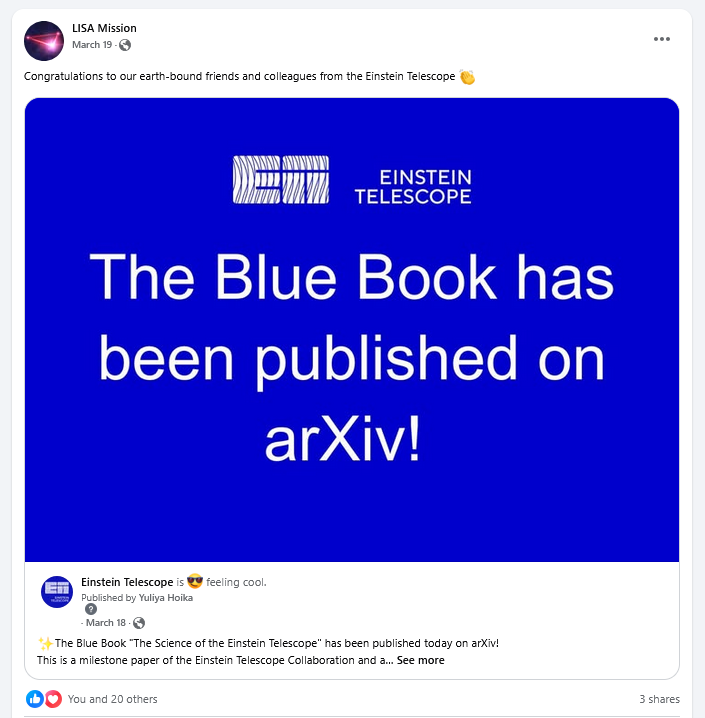 LISA Mission
March 19 ·
Congratulations to our earth-bound friends and colleagues from the Einstein Telescope 👏
EINSTEIN
TELESCOPE
The Blue Book has
been published on
arXiv!
Einstein Telescope is 😎 feeling cool.
Published by Yuliya Hoika
· March 18 ·
✨The Blue Book "The Science of the Einstein Telescope" has been published today on arXiv!
This is a milestone paper of the Einstein Telescope Collaboration and a... See more
You and 20 others
3 shares